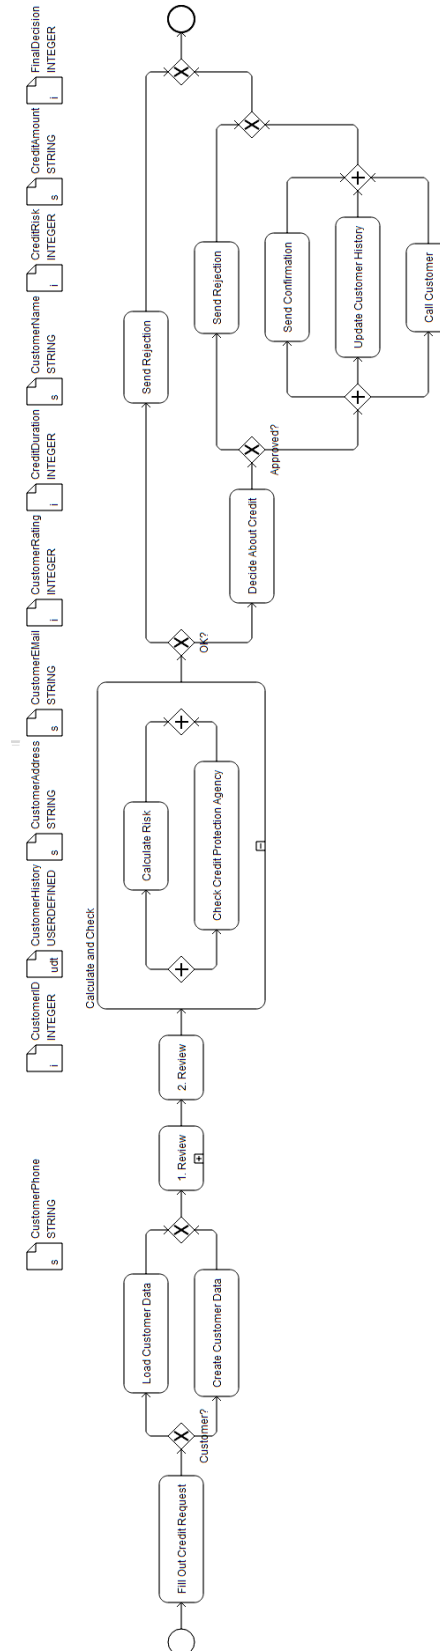 CustomerPhone
STRING
s
CustomerID
INTEGER
i
CustomerHistory
USERDEFINED
udt
CustomerAddress
STRING
s
CustomerEMail
STRING
s
CustomerRating
INTEGER
i
CreditDuration
INTEGER
i
CustomerName
STRING
s
CreditRisk
INTEGER
i
CreditAmount
STRING
s
FinalDecision
INTEGER
i
Fill Out Credit Request
Customer?
Load Customer Data
Create Customer Data
1. Review
2. Review
Calculate and Check
Calculate Risk
Check Credit Protection Agency
OK?
Send Rejection
Decide About Credit
Approved?
Send Rejection
Send Confirmation
Update Customer History
Call Customer